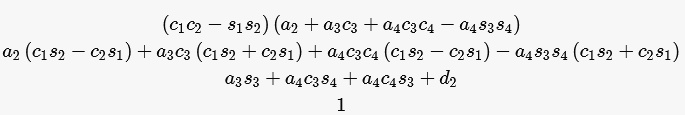 (c₁c₂ − s₁s₂) (a₂ + a₃c₃ + a₄c₃c₄ − a₄s₃s₄)
a₂ (c₁s₂ − c₂s₁) + a₃c₃ (c₁s₂ + c₂s₁) + a₄c₃c₄ (c₁s₂ − c₂s₁) − a₄s₃s₄ (c₁s₂ + c₂s₁)
a₃s₃ + a₄c₃s₄ + a₄c₄s₃ + d₂
1